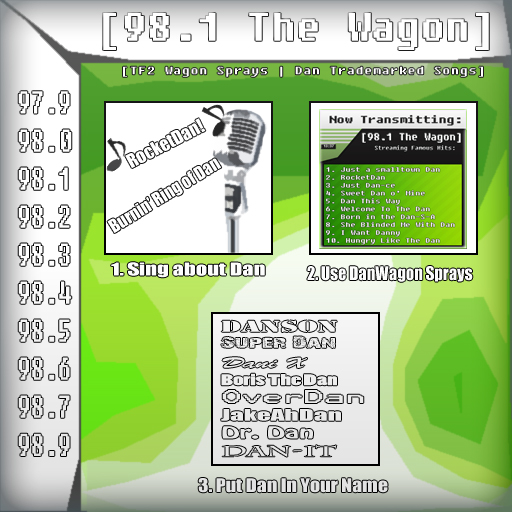 [98.1 The Wagon]
[TF2 Wagon Sprays | Dan Trademarked Songs]
97.9
98.0
98.1
98.2
98.3
98.4
98.5
98.6
98.7
98.9
RocketDan!
Burnin' Ring of Dan
1. Sing about Dan
Now Transmitting:
[98.1 The Wagon]
Streaming Famous Hits:
1. Just a smalltown Dan
2. RocketDan
3. Just Dan ce
4. Sweet Dan o' Mine
5. Dan This Way
6. Welcome To The Dan
7. Born in the Dan.S.A
8. She Blinded Me With Dan
9. I Want Danny
10. Hungry Like The Dan
2. Use DanWagon Sprays
DANSON
SUPER DAN
Dani X
Boris The Dan
OverDan
JakeAhDan
Dr. Dan
DAN-IT
3. Put Dan In Your Name